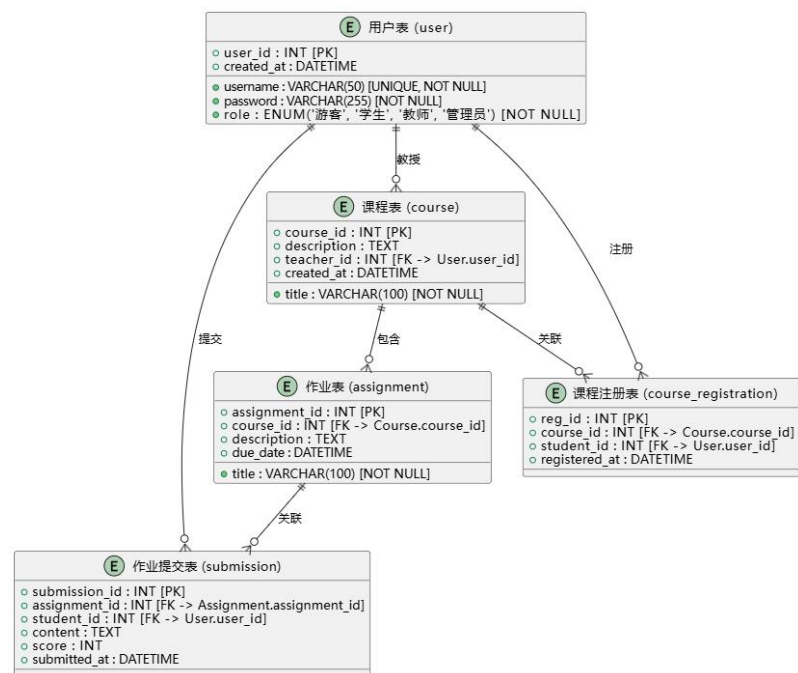 E 用户表 (user)
user_id : INT [PK]
created_at : DATETIME
username : VARCHAR(50) [UNIQUE, NOT NULL]
password : VARCHAR(255) [NOT NULL]
role : ENUM('游客', '学生', '教师', '管理员') [NOT NULL]
教授
E 课程表 (course)
course_id : INT [PK]
description : TEXT
teacher_id : INT [FK -> User.user_id]
created_at : DATETIME
title : VARCHAR(100) [NOT NULL]
注册
提交
包含
关联
E 作业表 (assignment)
assignment_id : INT [PK]
course_id : INT [FK -> Course.course_id]
description : TEXT
due_date : DATETIME
title : VARCHAR(100) [NOT NULL]
E 课程注册表 (course_registration)
reg_id : INT [PK]
course_id : INT [FK -> Course.course_id]
student_id : INT [FK -> User.user_id]
registered_at : DATETIME
关联
E 作业提交表 (submission)
submission_id : INT [PK]
assignment_id : INT [FK -> Assignment.assignment_id]
student_id : INT [FK -> User.user_id]
content : TEXT
score : INT
submitted_at : DATETIME